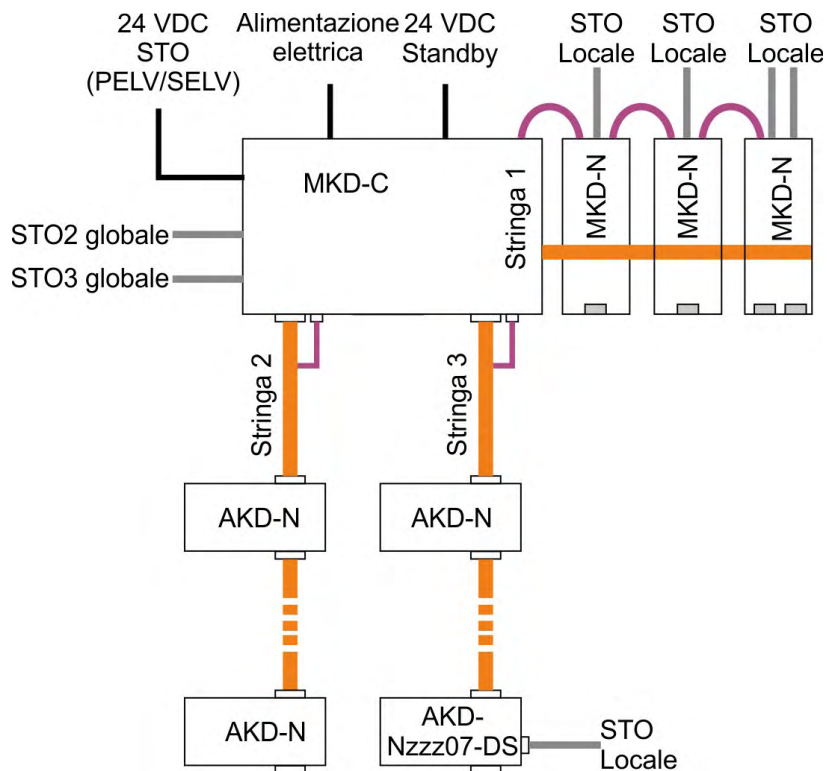 24 VDC
STO
(PELV/SELV)
Alimentazione
elettrica
24 VDC
Standby
STO
Locale
STO
Locale
STO
Locale
MKD-C
Stringa 1
MKD-N
MKD-N
MKD-N
STO2 globale
STO3 globale
Stringa 2
Stringa 3
AKD-N
AKD-N
AKD-N
AKD-
Nzzz07-DS
STO
Locale